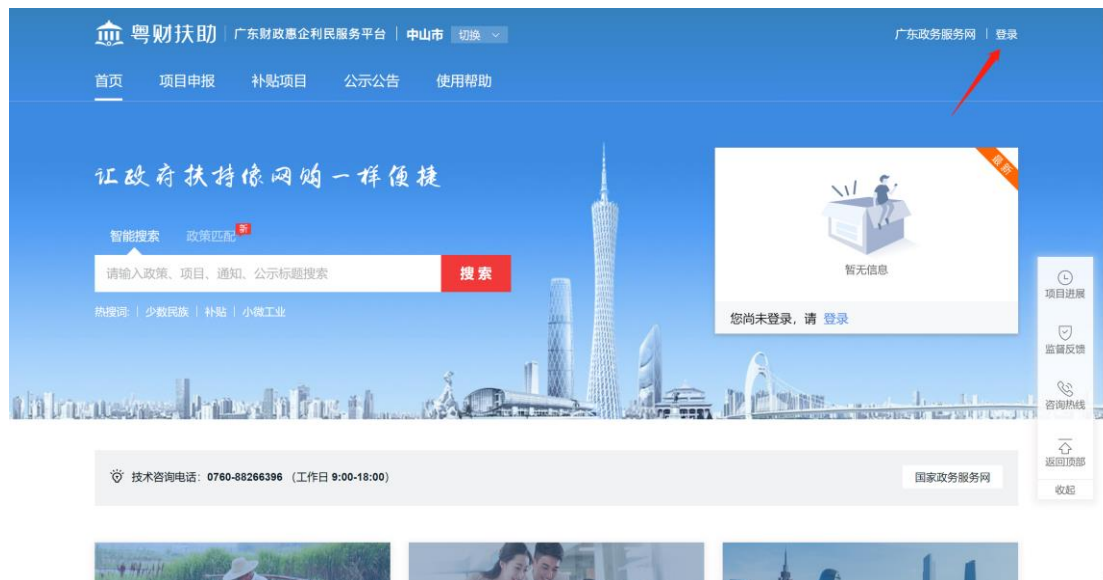 粤财扶助 | 广东财政惠企利民服务平台 | 中山市 切换
广东政务服务网 | 登录
首页 项目申报 补贴项目 公示公告 使用帮助
让政府扶持像网购一样便捷
最新
智能搜索 政策匹配 新
请输入政策、项目、通知、公示标题搜索 搜索
热搜词: | 少数民族 | 补贴 | 小微工业
暂无信息
您尚未登录，请 登录
项目进展
监督反馈
咨询热线
返回顶部
收起
技术咨询电话：0760-88266396 （工作日 9:00-18:00）
国家政务服务网